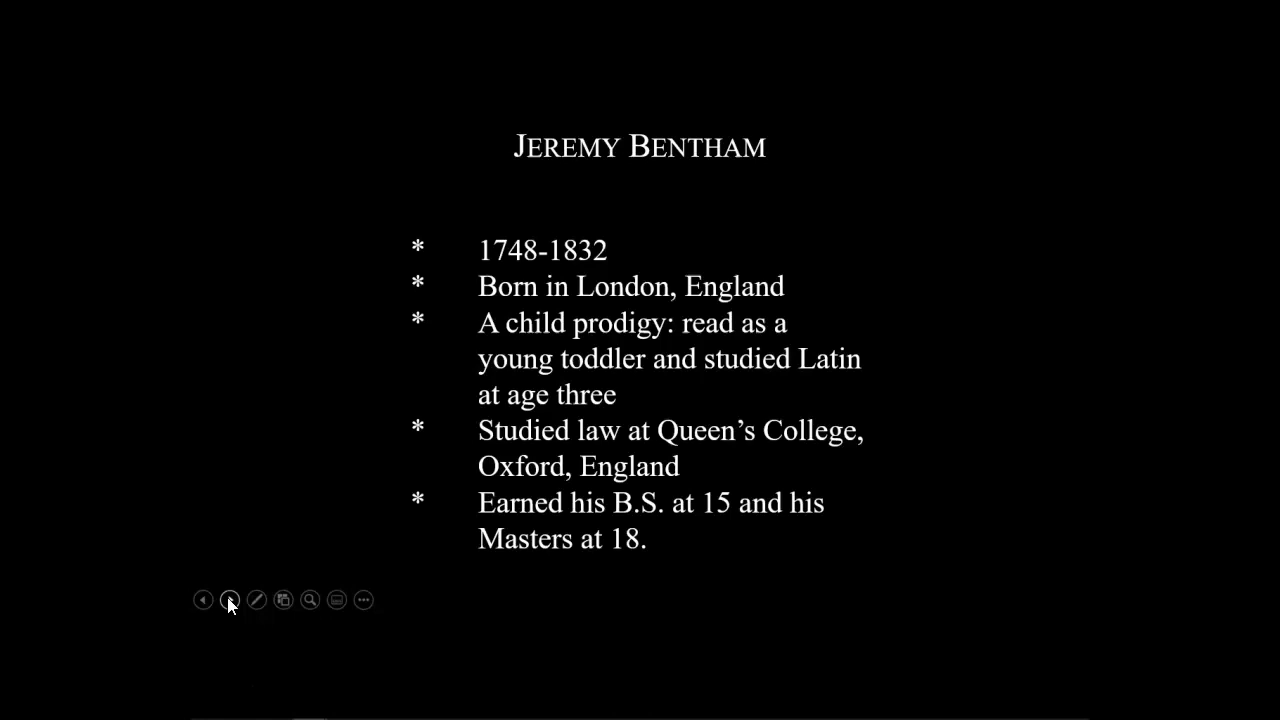 JEREMY BENTHAM
* 1748-1832
* Born in London, England
* A child prodigy: read as a
young toddler and studied Latin
at age three
* Studied law at Queen’s College,
Oxford, England
* Earned his B.S. at 15 and his
Masters at 18.